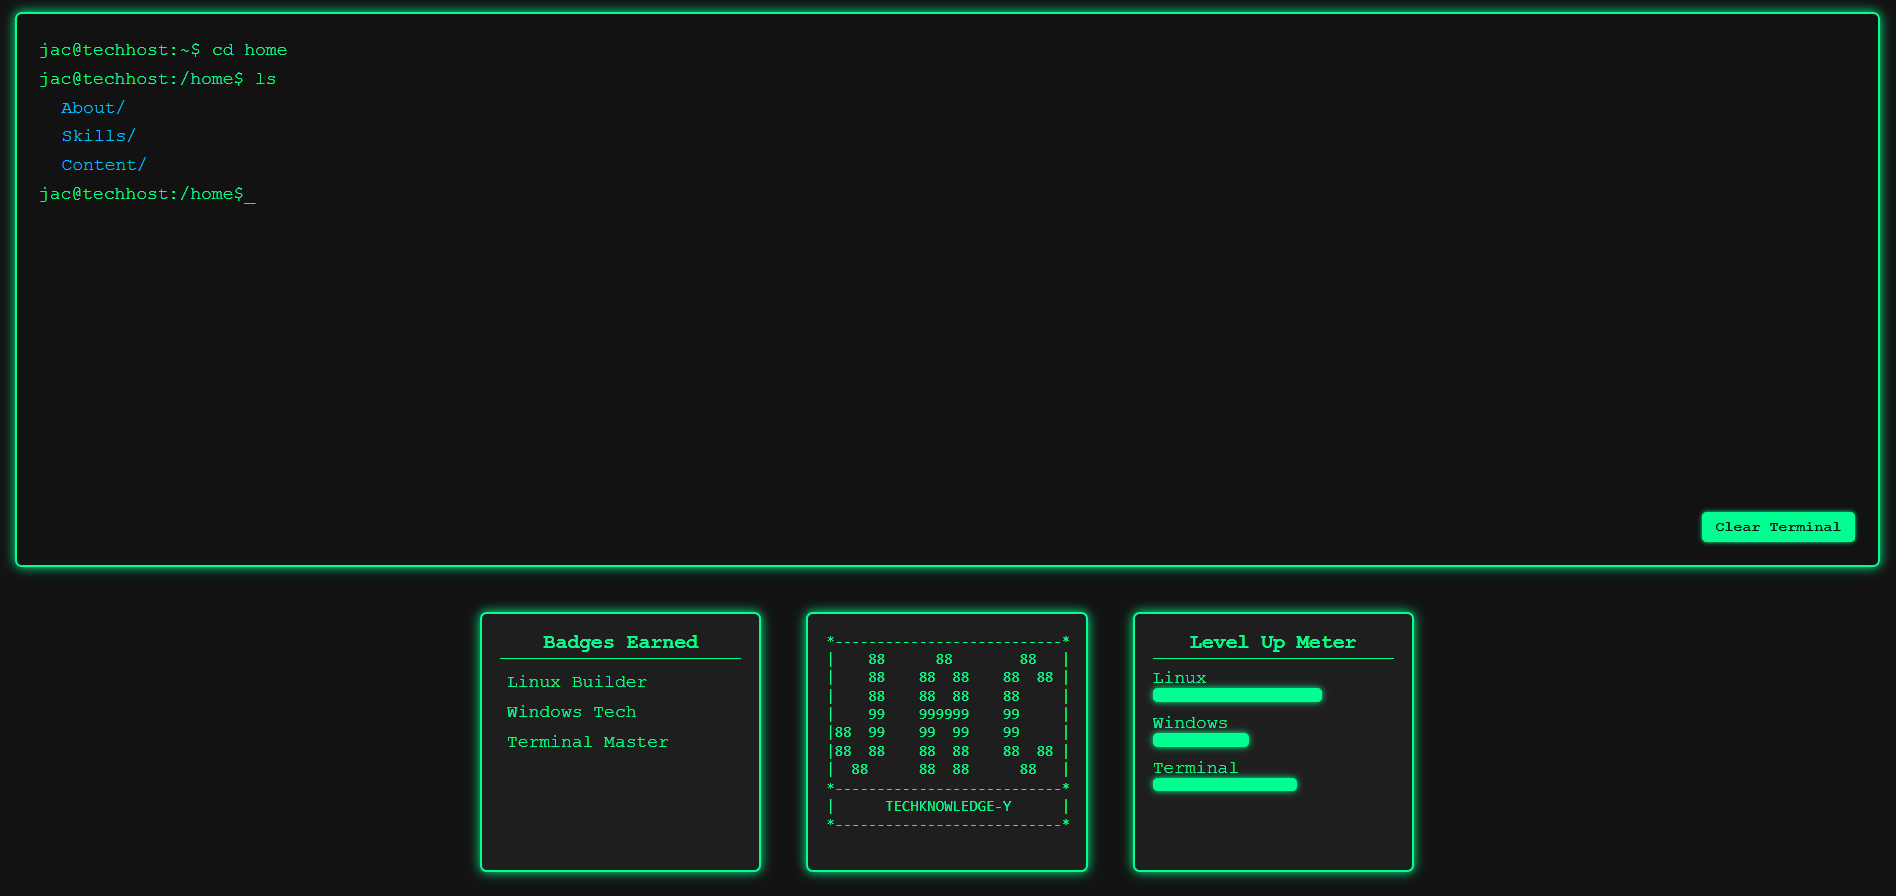 jac@techhost:~$ cd home
jac@techhost:/home$ ls
  About/
  Skills/
  Content/
jac@techhost:/home$_
Clear Terminal
Badges Earned
Linux Builder
Windows Tech
Terminal Master
*---------------------------*
|    88      88        88   |
|    88    88  88    88  88 |
|    88    88  88    88     |
|    99    999999    99     |
|88  99    99  99    99     |
|88  88    88  88    88  88 |
|  88      88  88      88   |
*---------------------------*
|      TECHKNOWLEDGE-Y      |
*---------------------------*
Level Up Meter
Linux
Windows
Terminal